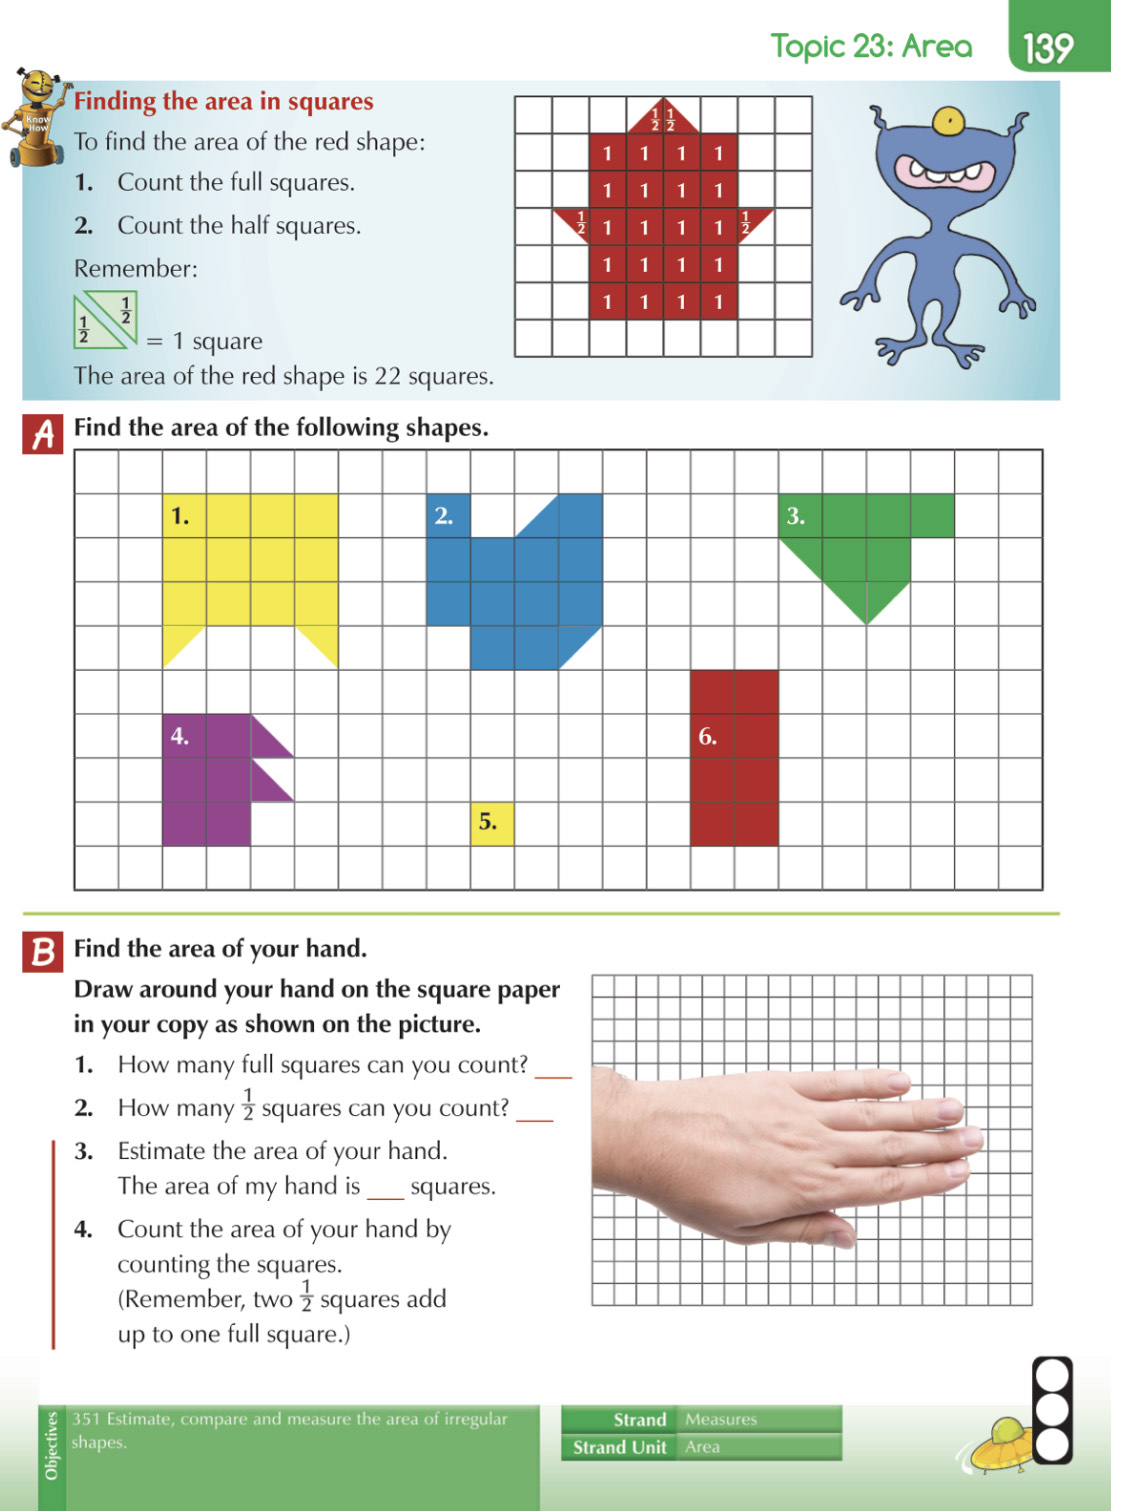 Topic 23: Area
139
Know
How
Finding the area in squares
To find the area of the red shape:
1. Count the full squares.
2. Count the half squares.
Remember:
1/2 1/2 = 1 square
The area of the red shape is 22 squares.
1/2 1/2
1 1 1 1
1 1 1 1
1/2 1 1 1 1 1/2
1 1 1 1
1 1 1 1
A Find the area of the following shapes.
1. 2. 3.
4. 6.
5.
B Find the area of your hand.
Draw around your hand on the square paper
in your copy as shown on the picture.
1. How many full squares can you count? ___
2. How many 1/2 squares can you count? ___
3. Estimate the area of your hand.
The area of my hand is ___ squares.
4. Count the area of your hand by
counting the squares.
(Remember, two 1/2 squares add
up to one full square.)
Objectives
351 Estimate, compare and measure the area of irregular
shapes.
Strand Measures
Strand Unit Area